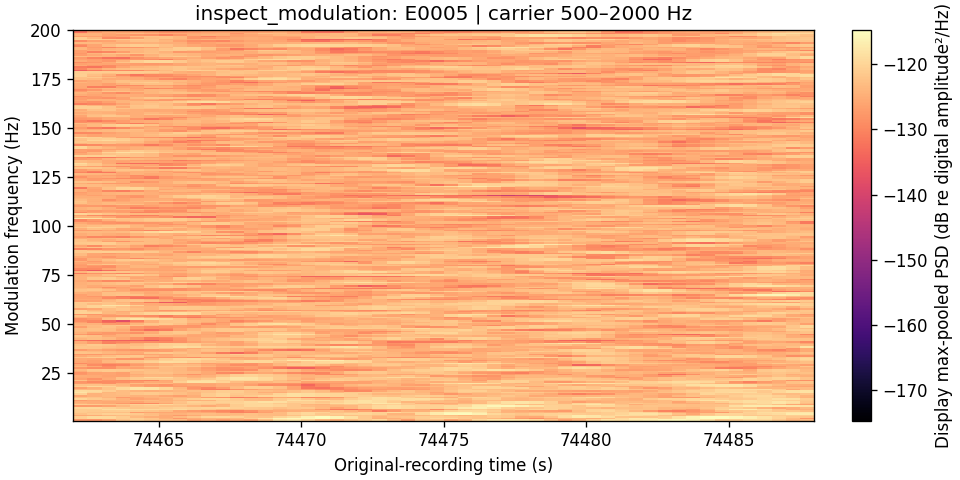 inspect_modulation: E0005 | carrier 500–2000 Hz
200
175
150
125
100
75
50
25
Modulation frequency (Hz)
74465 74470 74475 74480 74485
Original-recording time (s)
−120
−130
−140
−150
−160
−170
Display max-pooled PSD (dB re digital amplitude²/Hz)